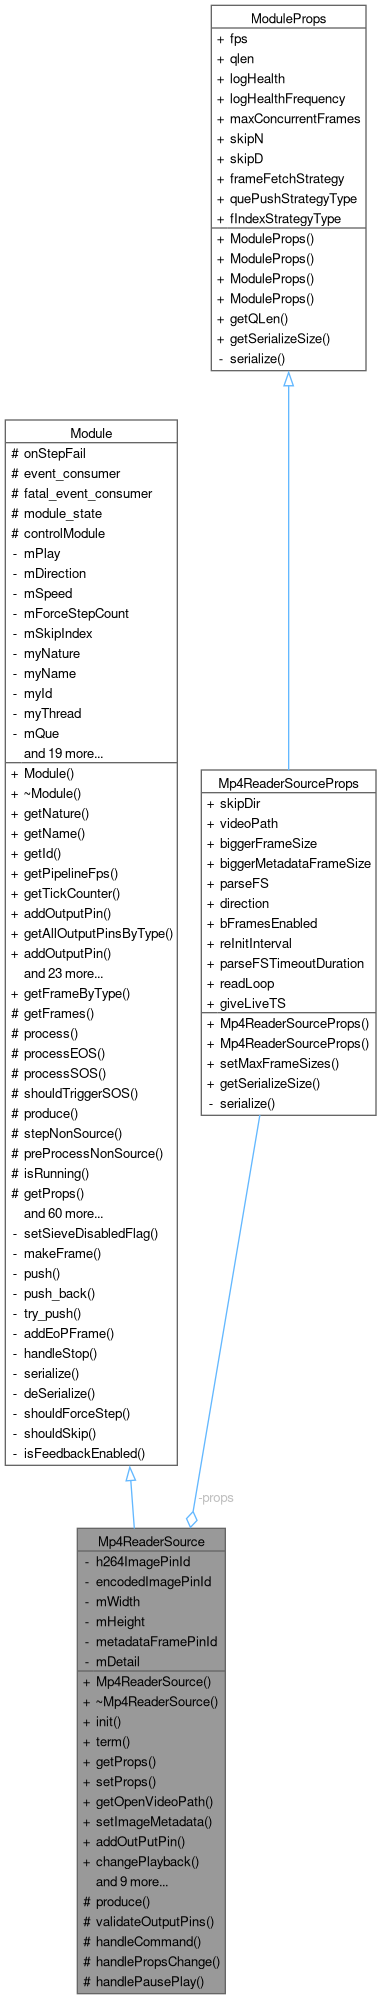 ModuleProps
+ fps
+ qlen
+ logHealth
+ logHealthFrequency
+ maxConcurrentFrames
+ skipN
+ skipD
+ frameFetchStrategy
+ quePushStrategyType
+ fIndexStrategyType
+ ModuleProps()
+ ModuleProps()
+ ModuleProps()
+ ModuleProps()
+ getQLen()
+ getSerializeSize()
- serialize()
Module
# onStepFail
# event_consumer
# fatal_event_consumer
# module_state
# controlModule
- mPlay
- mDirection
- mSpeed
- mForceStepCount
- mSkipIndex
- myNature
- myName
- myId
- myThread
- mQue
and 19 more...
+ Module()
+ ~Module()
+ getNature()
+ getName()
+ getId()
+ getPipelineFps()
+ getTickCounter()
+ addOutputPin()
+ getAllOutputPinsByType()
+ addOutputPin()
and 23 more...
+ getFrameByType()
# getFrames()
# process()
# processEOS()
# processSOS()
# shouldTriggerSOS()
# produce()
# stepNonSource()
# preProcessNonSource()
# isRunning()
# getProps()
and 60 more...
- setSieveDisabledFlag()
- makeFrame()
- push()
- push_back()
- try_push()
- addEoPFrame()
- handleStop()
- serialize()
- deSerialize()
- shouldForceStep()
- shouldSkip()
- isFeedbackEnabled()
Mp4ReaderSourceProps
+ skipDir
+ videoPath
+ biggerFrameSize
+ biggerMetadataFrameSize
+ parseFS
+ direction
+ bFramesEnabled
+ reInitInterval
+ parseFSTimeoutDuration
+ readLoop
+ giveLiveTS
+ Mp4ReaderSourceProps()
+ Mp4ReaderSourceProps()
+ setMaxFrameSizes()
+ getSerializeSize()
- serialize()
-props
Mp4ReaderSource
- h264ImagePinId
- encodedImagePinId
- mWidth
- mHeight
- metadataFramePinId
- mDetail
+ Mp4ReaderSource()
+ ~Mp4ReaderSource()
+ init()
+ term()
+ getProps()
+ setProps()
+ getOpenVideoPath()
+ setImageMetadata()
+ addOutPutPin()
+ changePlayback()
and 9 more...
# produce()
# validateOutputPins()
# handleCommand()
# handlePropsChange()
# handlePausePlay()